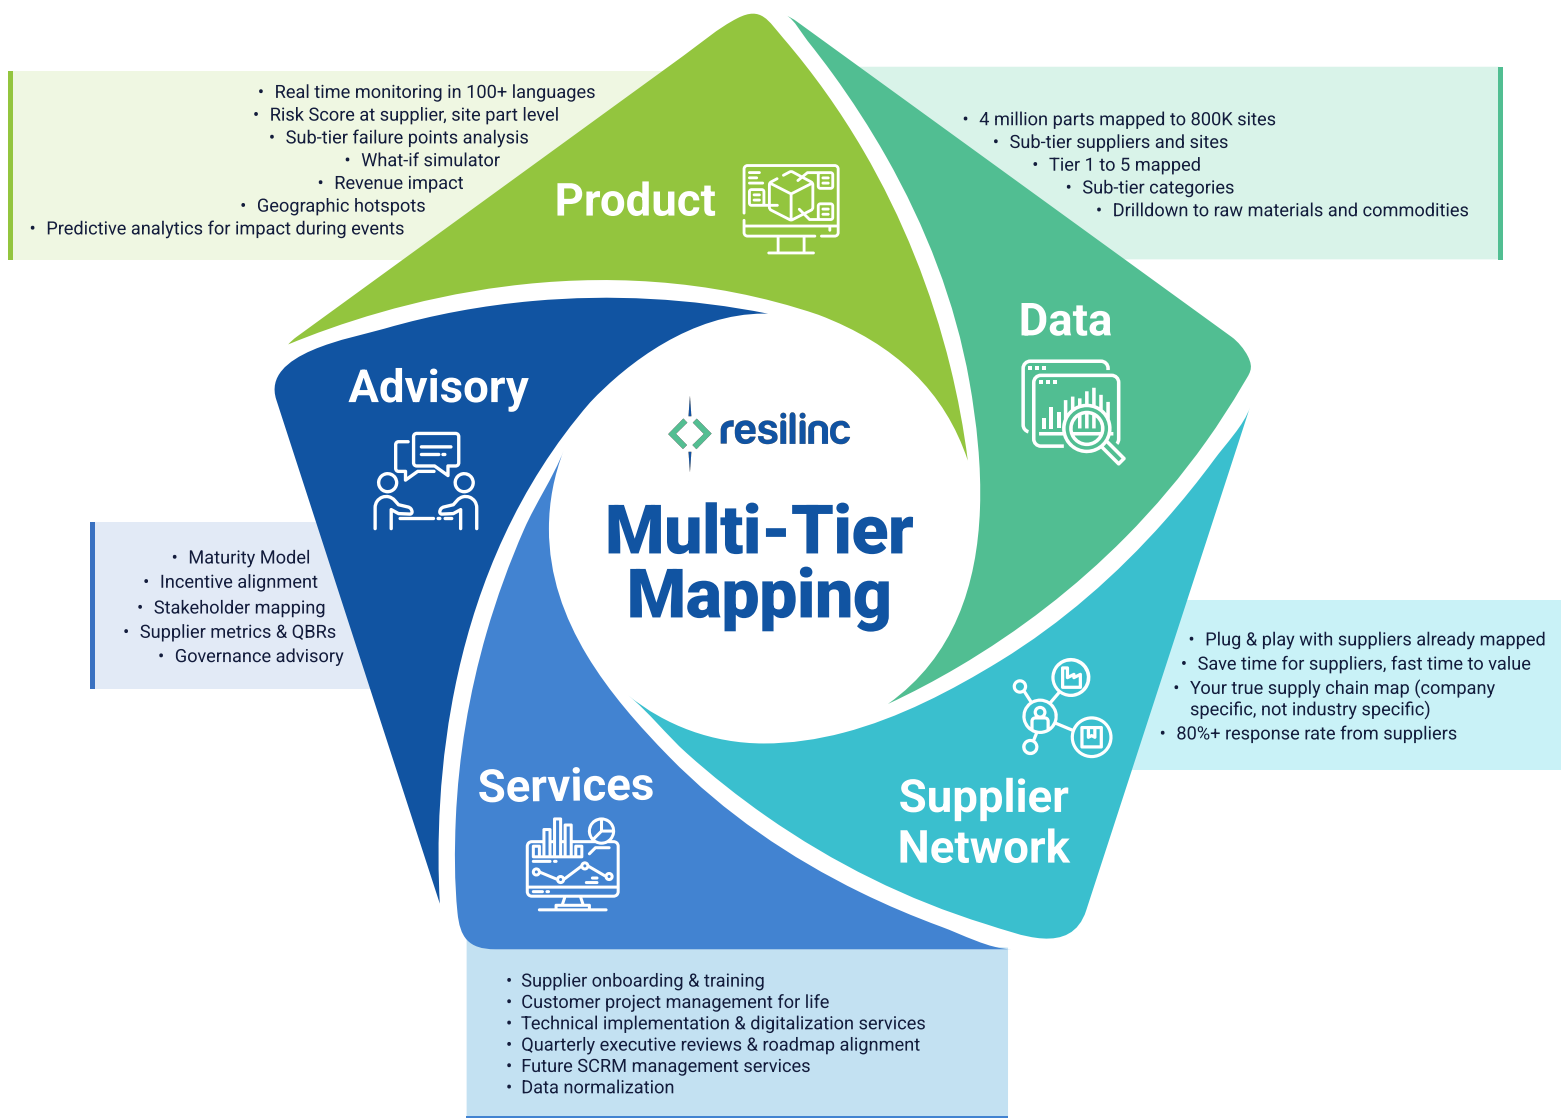 • Real time monitoring in 100+ languages
• Risk Score at supplier, site part level
• Sub-tier failure points analysis
• What-if simulator
• Revenue impact
• Geographic hotspots
• Predictive analytics for impact during events
Product
• 4 million parts mapped to 800K sites
• Sub-tier suppliers and sites
• Tier 1 to 5 mapped
• Sub-tier categories
• Drilldown to raw materials and commodities
Data
Advisory
• Maturity Model
• Incentive alignment
• Stakeholder mapping
• Supplier metrics & QBRs
• Governance advisory
resilinc
Multi-Tier
Mapping
• Plug & play with suppliers already mapped
• Save time for suppliers, fast time to value
• Your true supply chain map (company
specific, not industry specific)
• 80%+ response rate from suppliers
Supplier
Network
Services
• Supplier onboarding & training
• Customer project management for life
• Technical implementation & digitalization services
• Quarterly executive reviews & roadmap alignment
• Future SCRM management services
• Data normalization